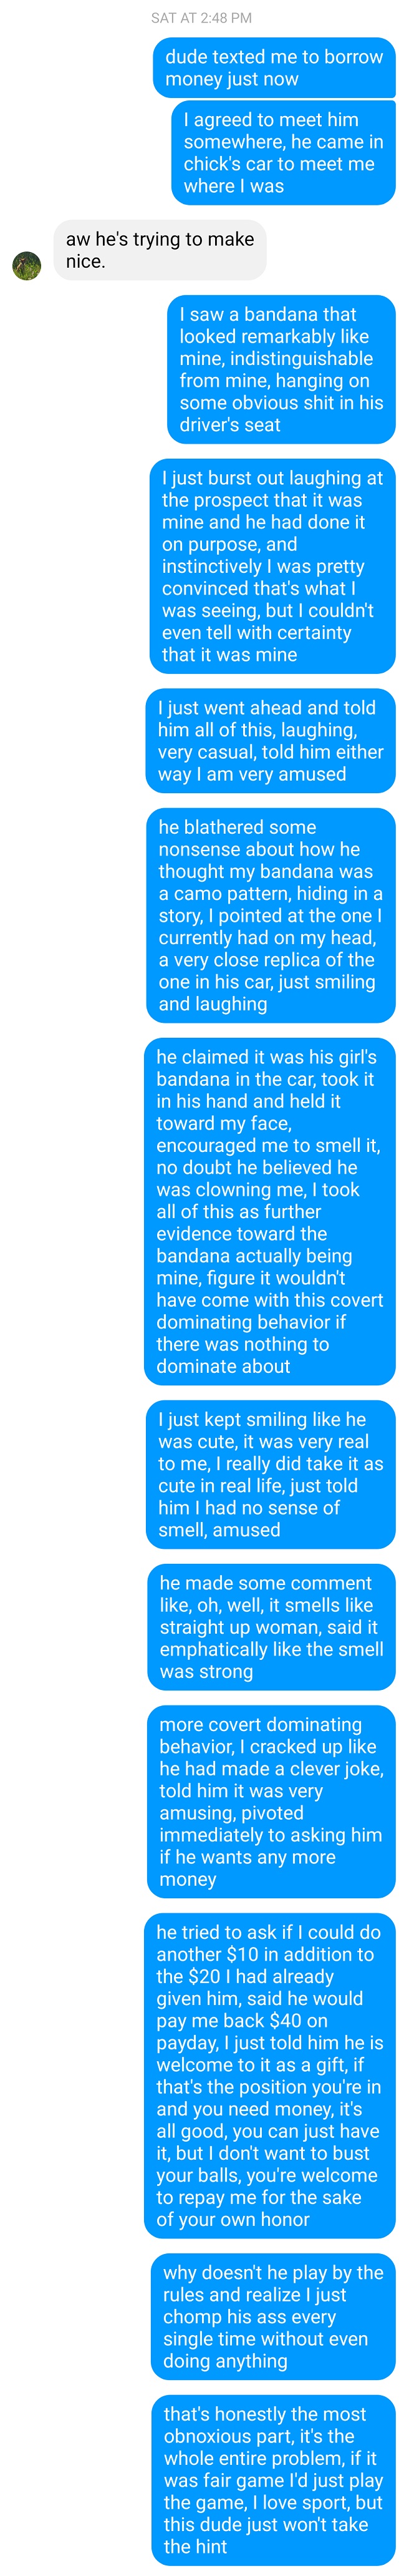 SAT AT 2:48 PM
dude texted me to borrow
money just now
I agreed to meet him
somewhere, he came in
chick's car to meet me
where I was
aw he's trying to make
nice.
I saw a bandana that
looked remarkably like
mine, indistinguishable
from mine, hanging on
some obvious shit in his
driver's seat
I just burst out laughing at
the prospect that it was
mine and he had done it
on purpose, and
instinctively I was pretty
convinced that's what I
was seeing, but I couldn't
even tell with certainty
that it was mine
I just went ahead and told
him all of this, laughing,
very casual, told him either
way I am very amused
he blathered some
nonsense about how he
thought my bandana was
a camo pattern, hiding in a
story, I pointed at the one I
currently had on my head,
a very close replica of the
one in his car, just smiling
and laughing
he claimed it was his girl's
bandana in the car, took it
in his hand and held it
toward my face,
encouraged me to smell it,
no doubt he believed he
was clowning me, I took
all of this as further
evidence toward the
bandana actually being
mine, figure it wouldn't
have come with this covert
dominating behavior if
there was nothing to
dominate about
I just kept smiling like he
was cute, it was very real
to me, I really did take it as
cute in real life, just told
him I had no sense of
smell, amused
he made some comment
like, oh, well, it smells like
straight up woman, said it
emphatically like the smell
was strong
more covert dominating
behavior, I cracked up like
he had made a clever joke,
told him it was very
amusing, pivoted
immediately to asking him
if he wants any more
money
he tried to ask if I could do
another $10 in addition to
the $20 I had already
given him, said he would
pay me back $40 on
payday, I just told him he is
welcome to it as a gift, if
that's the position you're in
and you need money, it's
all good, you can just have
it, but I don't want to bust
your balls, you're welcome
to repay me for the sake
of your own honor
why doesn't he play by the
rules and realize I just
chomp his ass every
single time without even
doing anything
that's honestly the most
obnoxious part, it's the
whole entire problem, if it
was fair game I'd just play
the game, I love sport, but
this dude just won't take
the hint